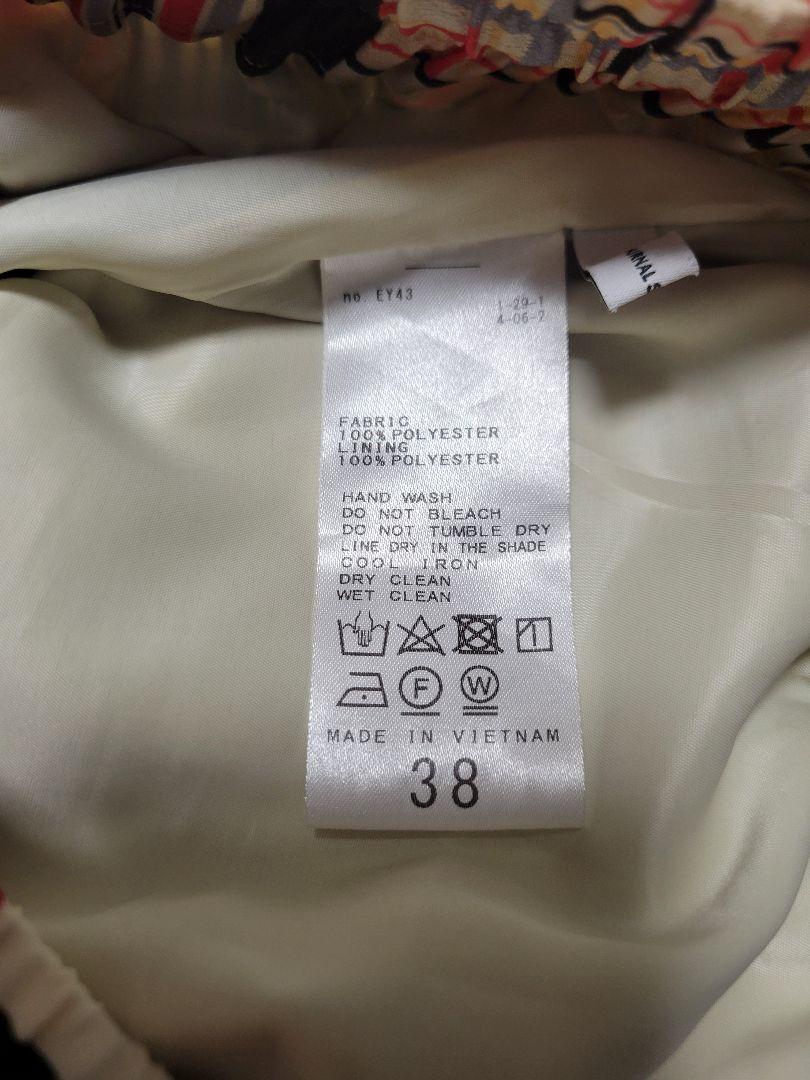 no. EY43
1-29-1
4-06-2
FABRIC
100% POLYESTER
LINING
100% POLYESTER
HAND WASH
DO NOT BLEACH
DO NOT TUMBLE DRY
LINE DRY IN THE SHADE
COOL IRON
DRY CLEAN
WET CLEAN
F W
MADE IN VIETNAM
38